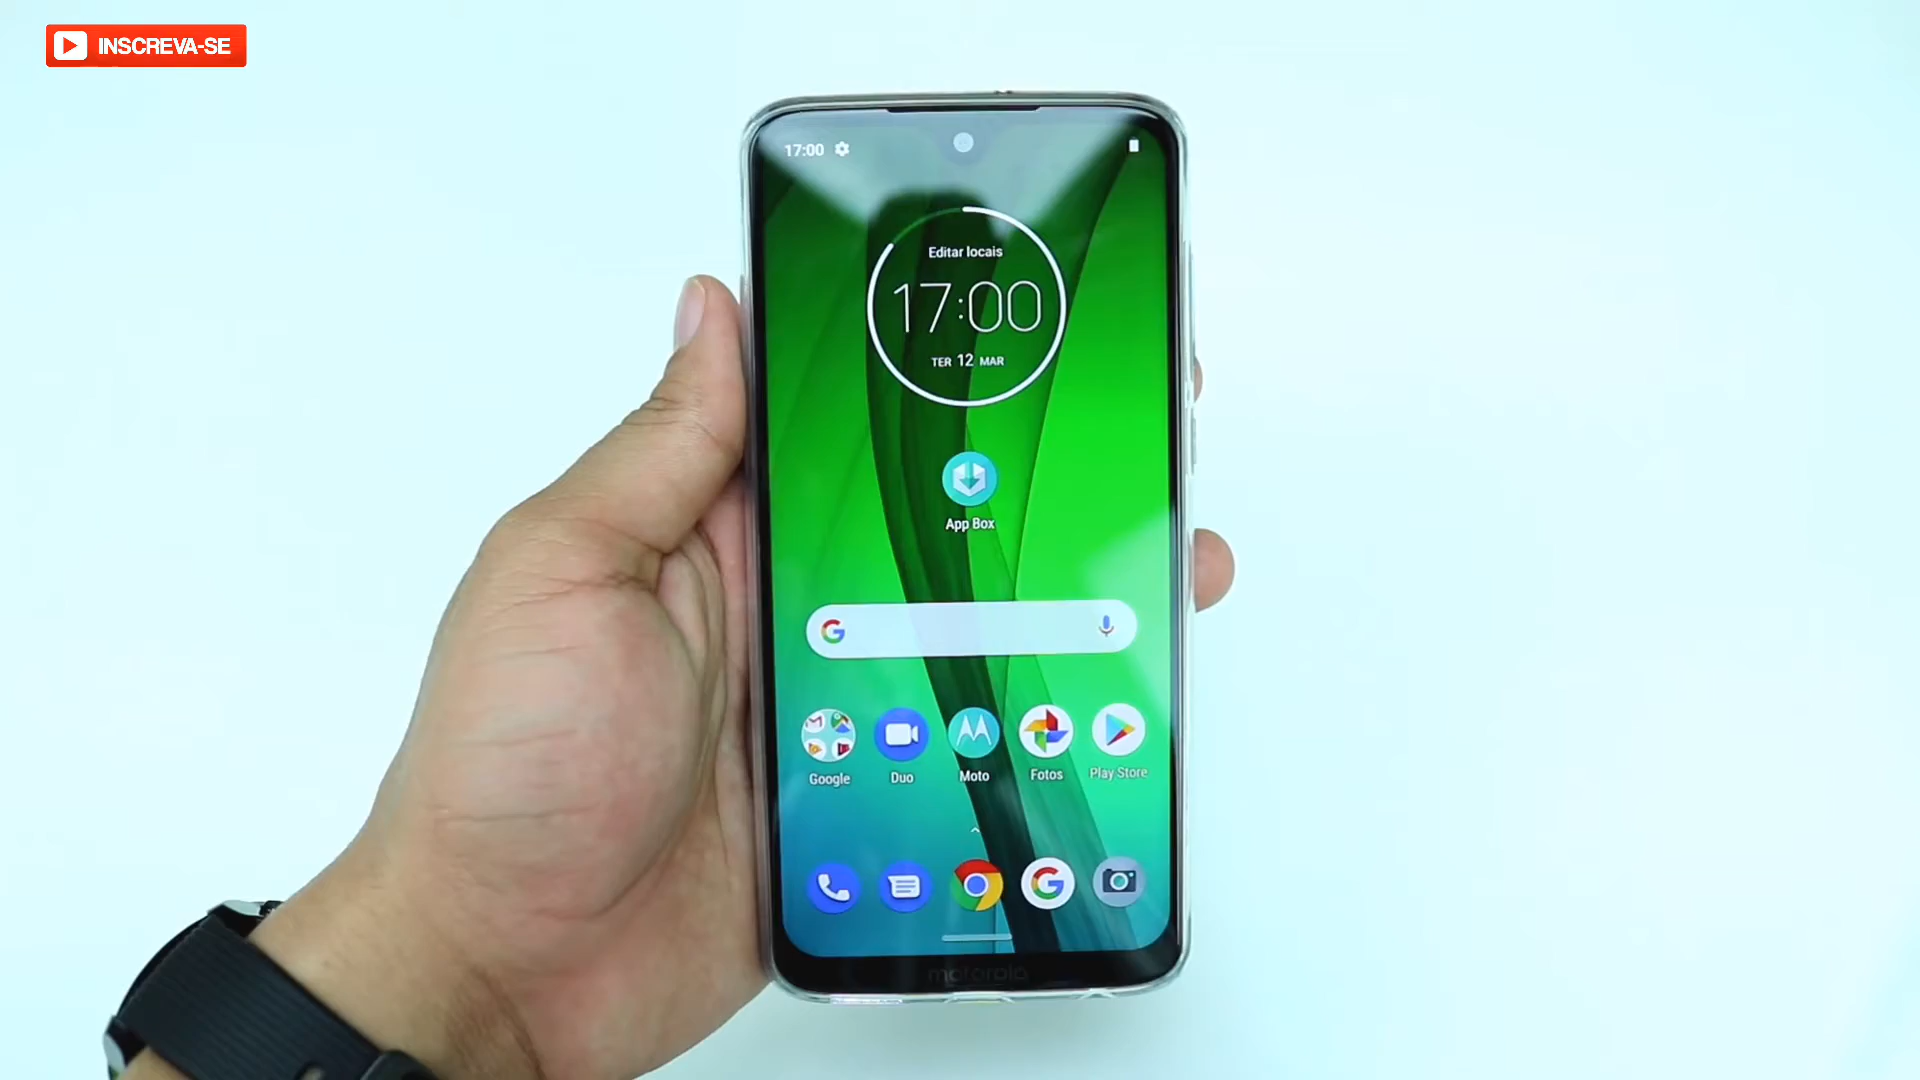 INSCREVA-SE
17:00
Editar locais
17:00
TER 12 MAR
App Box
Google
Duo
Moto
Fotos
Play Store
motorola